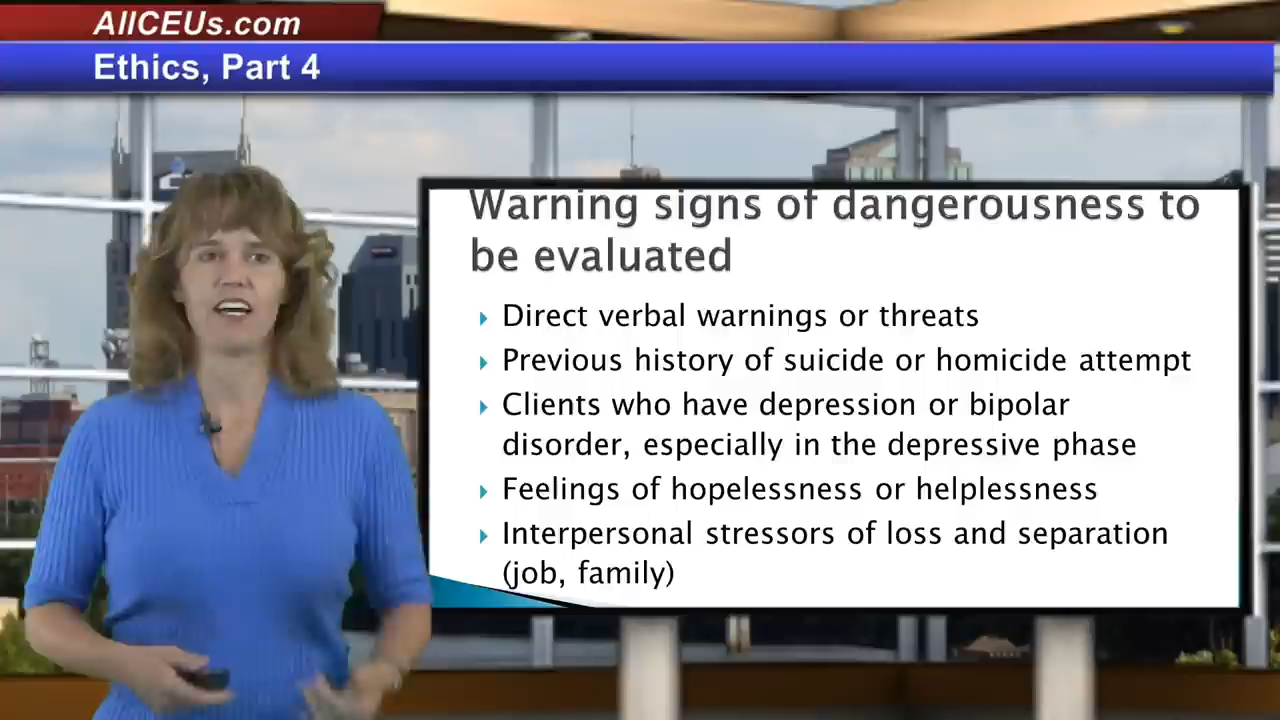 AllCEUs.com
Ethics, Part 4
Warning signs of dangerousness to
be evaluated
Direct verbal warnings or threats
Previous history of suicide or homicide attempt
Clients who have depression or bipolar
disorder, especially in the depressive phase
Feelings of hopelessness or helplessness
Interpersonal stressors of loss and separation
(job, family)